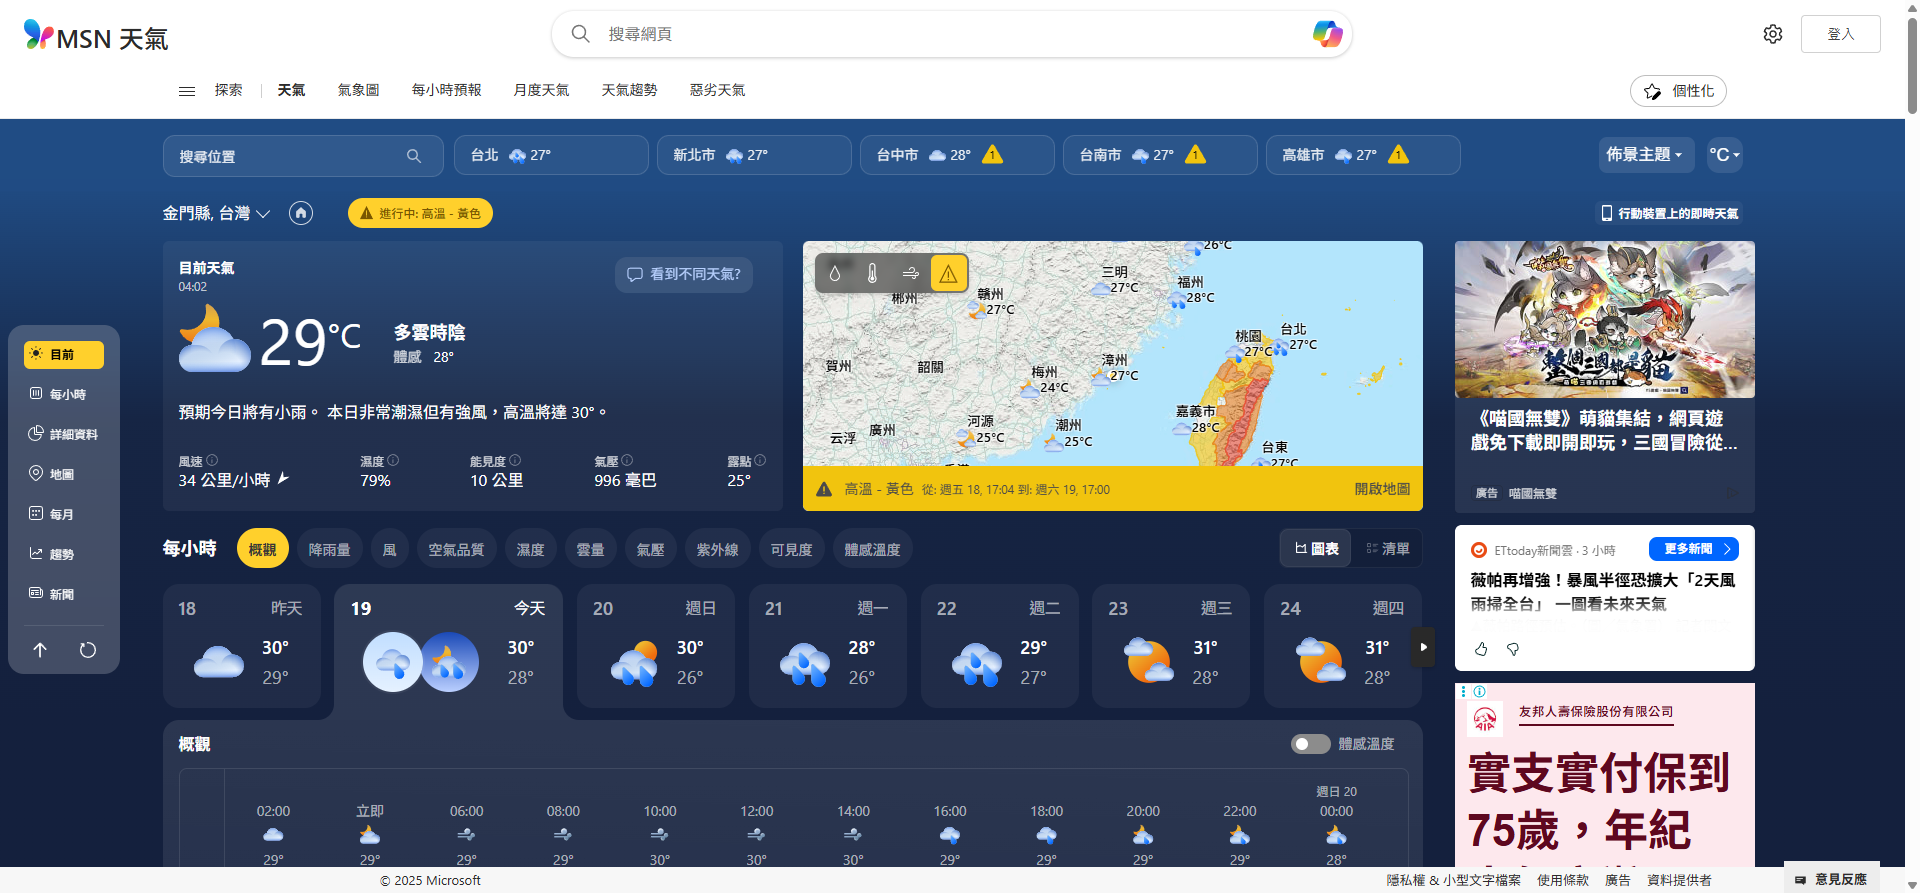 MSN 天氣
搜尋網頁
登入
探索
天氣
氣象圖
每小時預報
月度天氣
天氣趨勢
惡劣天氣
個性化
搜尋位置
台北 27°
新北市 27°
台中市 28° 1
台南市 27° 1
高雄市 27° 1
佈景主題
°C
金門縣, 台灣
進行中: 高溫 - 黃色
行動裝置上的即時天氣
目前
每小時
詳細資料
地圖
每月
趨勢
新聞
目前天氣
04:02
看到不同天氣?
29°C
多雲時陰
體感 28°
預期今日將有小雨。 本日非常潮濕但有強風，高溫將達 30°。
風速
34 公里/小時
濕度
79%
能見度
10 公里
氣壓
996 毫巴
露點
25°
26°C
三明
27°C
福州
28°C
郴州
贛州
27°C
桃園
27°C
台北
27°C
賀州
韶關
漳州
27°C
梅州
24°C
嘉義市
28°C
河源
25°C
潮州
25°C
廣州
云浮
台東
27°C
高溫 - 黃色 從: 週五 18, 17:04 到: 週六 19, 17:00
開啟地圖
《喵國無雙》萌貓集結，網頁遊
戲免下載即開即玩，三國冒險從...
廣告 喵國無雙
整個三國都是貓
ETtoday新聞雲 · 3 小時
更多新聞
薇帕再增強！暴風半徑恐擴大「2天風
雨掃全台」 一圖看未來天氣
友邦人壽保險股份有限公司
AIA
實支實付保到
75歲，年紀
每小時
概觀
降雨量
風
空氣品質
濕度
雲量
氣壓
紫外線
可見度
體感溫度
圖表
清單
18 昨天
30°
29°
19 今天
30°
28°
20 週日
30°
26°
21 週一
28°
26°
22 週二
29°
27°
23 週三
31°
28°
24 週四
31°
28°
概觀
體感溫度
週日 20
02:00 立即 06:00 08:00 10:00 12:00 14:00 16:00 18:00 20:00 22:00 00:00
29° 29° 29° 29° 30° 30° 30° 29° 29° 29° 29° 28°
© 2025 Microsoft
隱私權 & 小型文字檔案
使用條款
廣告
資料提供者
意見反應